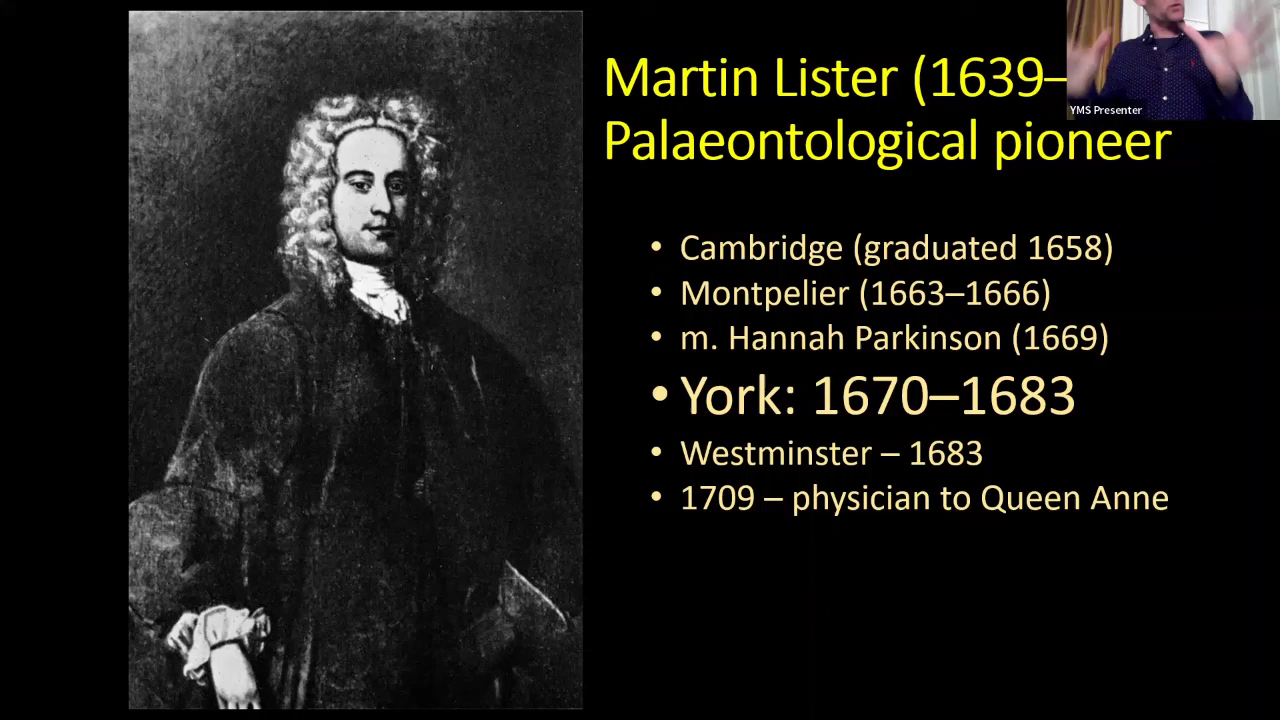 Martin Lister (1639–
Palaeontological pioneer
YMS Presenter
• Cambridge (graduated 1658)
• Montpelier (1663–1666)
• m. Hannah Parkinson (1669)
• York: 1670–1683
• Westminster – 1683
• 1709 – physician to Queen Anne